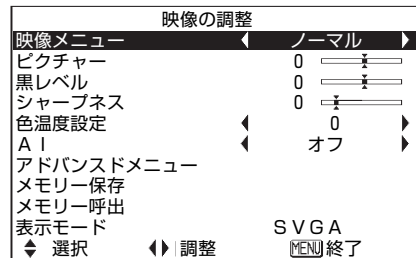 映像の調整
映像メニュー ノーマル
ピクチャー 0
黒レベル 0
シャープネス 0
色温度設定 0
ＡＩ オフ
アドバンスドメニュー
メモリー保存
メモリー呼出
表示モード ＳＶＧＡ
選択 調整 MENU 終了